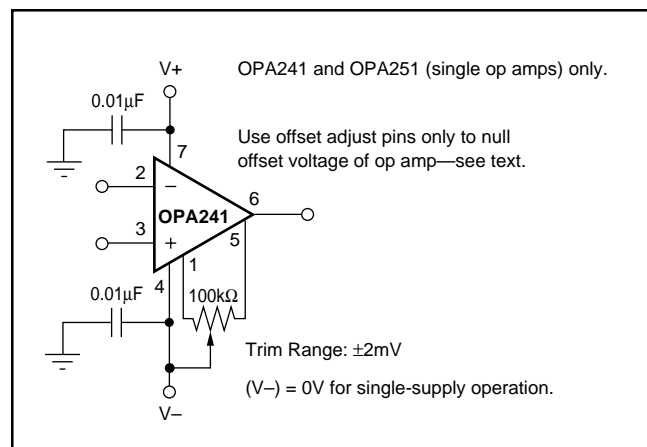 V+
OPA241 and OPA251 (single op amps) only.
0.01µF
Use offset adjust pins only to null
offset voltage of op amp—see text.
7
2
−
6
OPA241
3
+
5
1
4
100kΩ
0.01µF
Trim Range: ±2mV
(V–) = 0V for single-supply operation.
V–